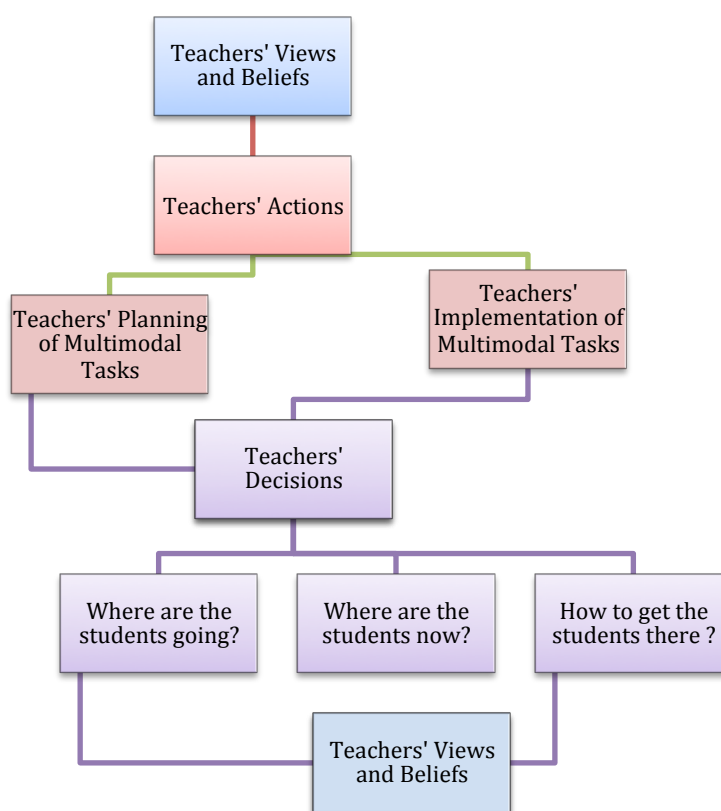 Teachers' Views
and Beliefs
Teachers' Actions
Teachers' Planning
of Multimodal
Tasks
Teachers'
Implementation of
Multimodal Tasks
Teachers'
Decisions
Where are the
students going?
Where are the
students now?
How to get the
students there ?
Teachers' Views
and Beliefs